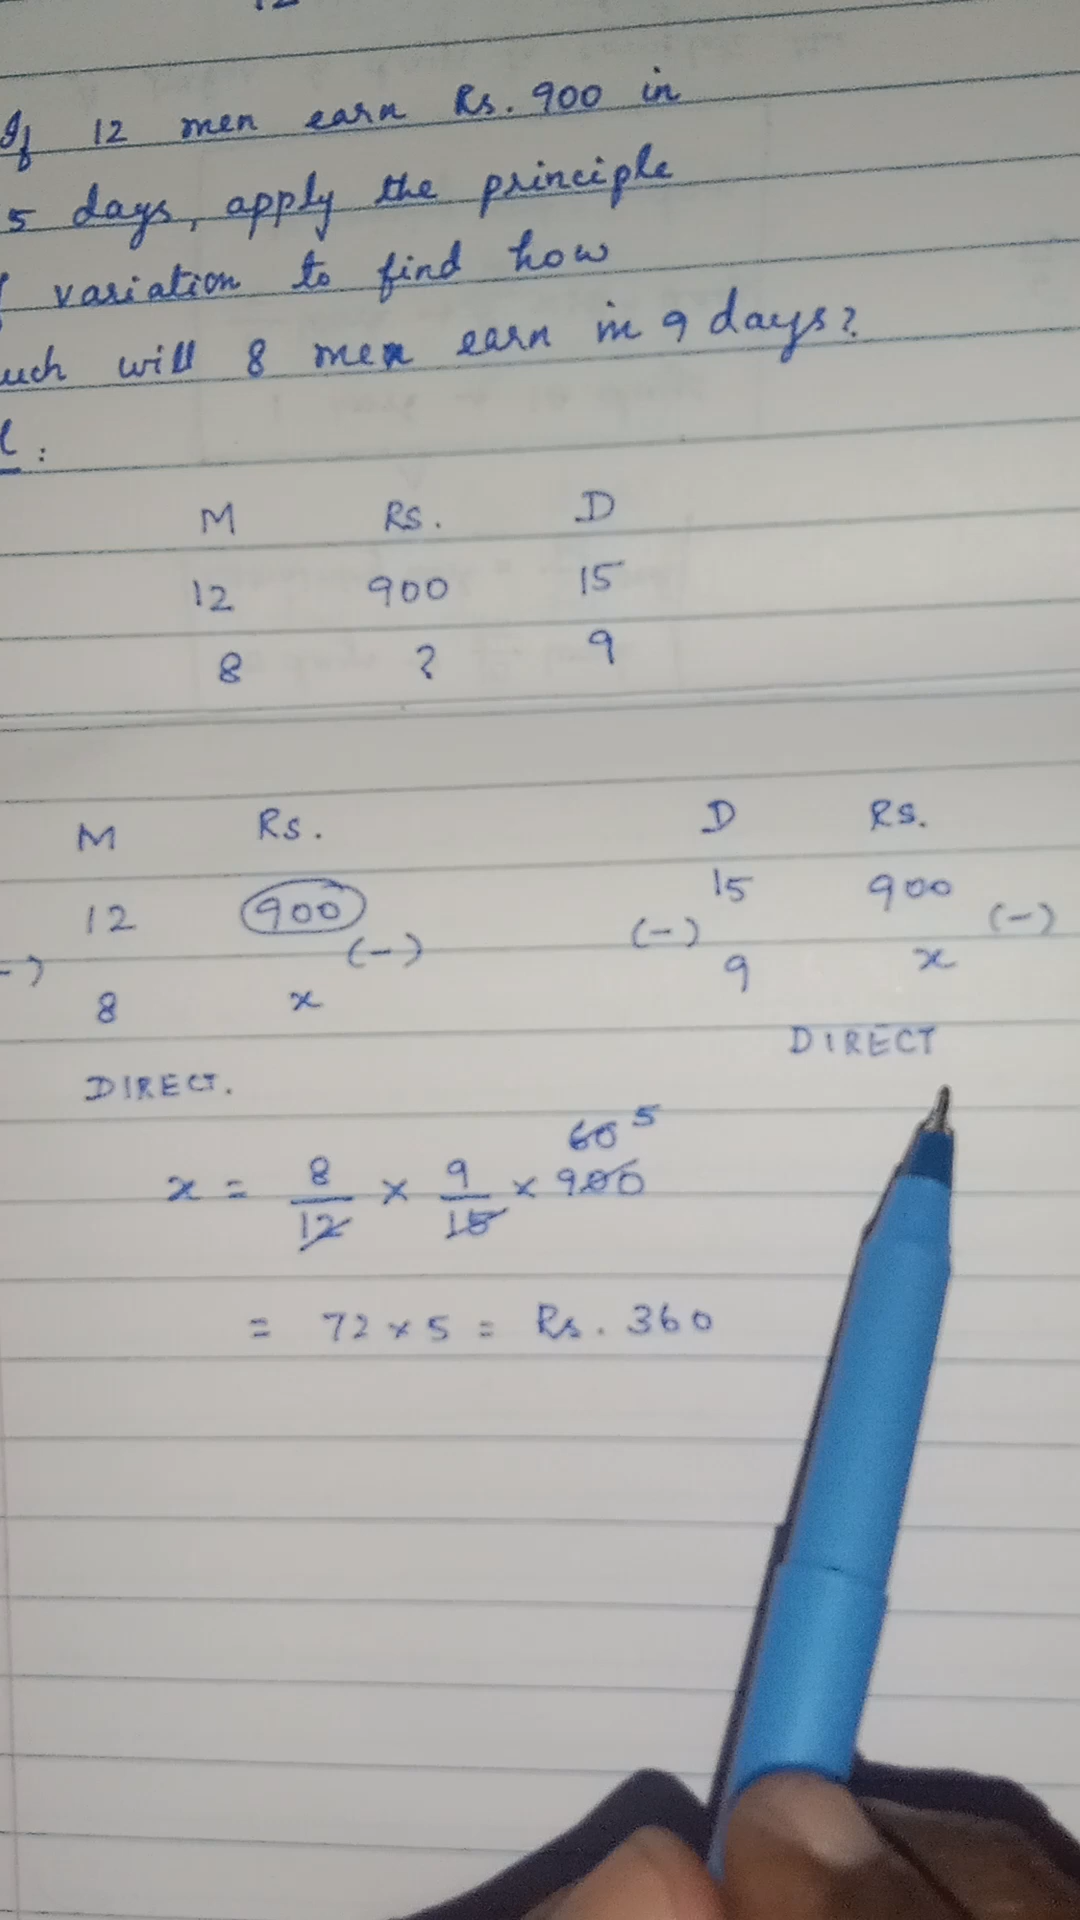 If 12 men earn Rs. 900 in
5 days, apply the principle
variation to find how
uch will 8 men earn in 9 days?
:
M Rs. D
12 900 15
8 ? 9
M Rs. D Rs.
12 900 15 900
-) (-) (-) (-)
8 x 9 x
DIRECT. DIRECT
60 5
x = 8/12 × 9/15 × 900
= 72 × 5 = Rs. 360